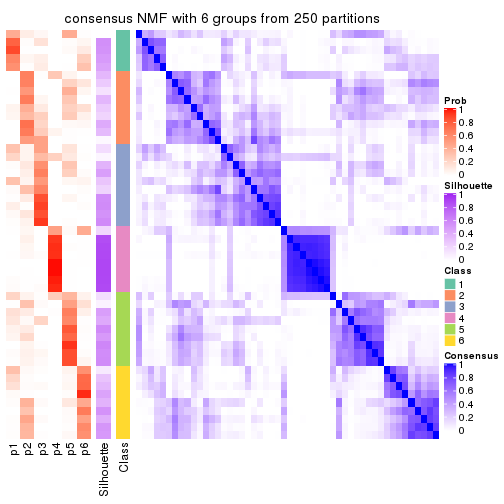 consensus NMF with 6 groups from 250 partitions
Prob
1
0.8
0.6
0.4
0.2
0
Silhouette
1
0.8
0.6
0.4
0.2
0
Class
1
2
3
4
5
6
Consensus
1
0.8
0.6
0.4
0.2
0
p1
p2
p3
p4
p5
p6
Silhouette
Class